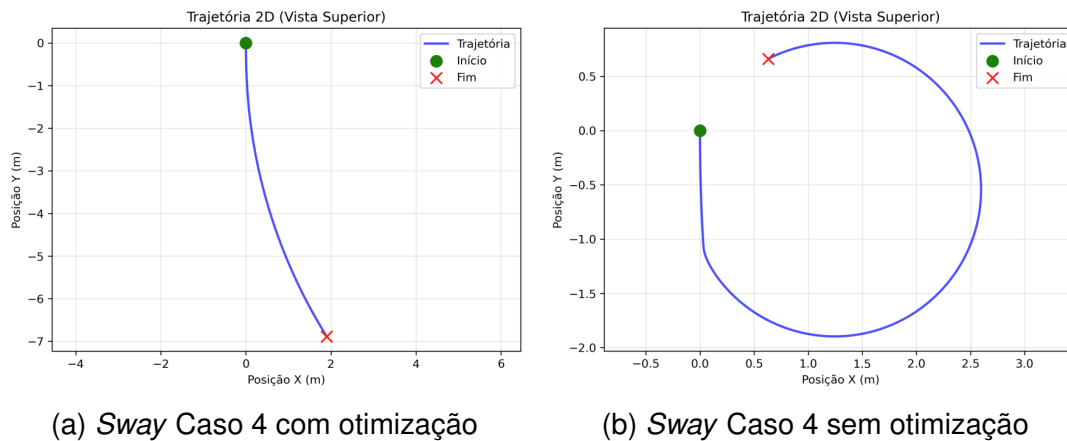 Trajetória 2D (Vista Superior)
Trajetória
Início
Fim
0
−1
−2
−3
−4
−5
−6
−7
Posição Y (m)
−4
−2
0
2
4
6
Posição X (m)
(a) Sway Caso 4 com otimização
Trajetória 2D (Vista Superior)
Trajetória
Início
Fim
0.5
0.0
−0.5
−1.0
−1.5
−2.0
Posição Y (m)
−0.5
0.0
0.5
1.0
1.5
2.0
2.5
3.0
Posição X (m)
(b) Sway Caso 4 sem otimização